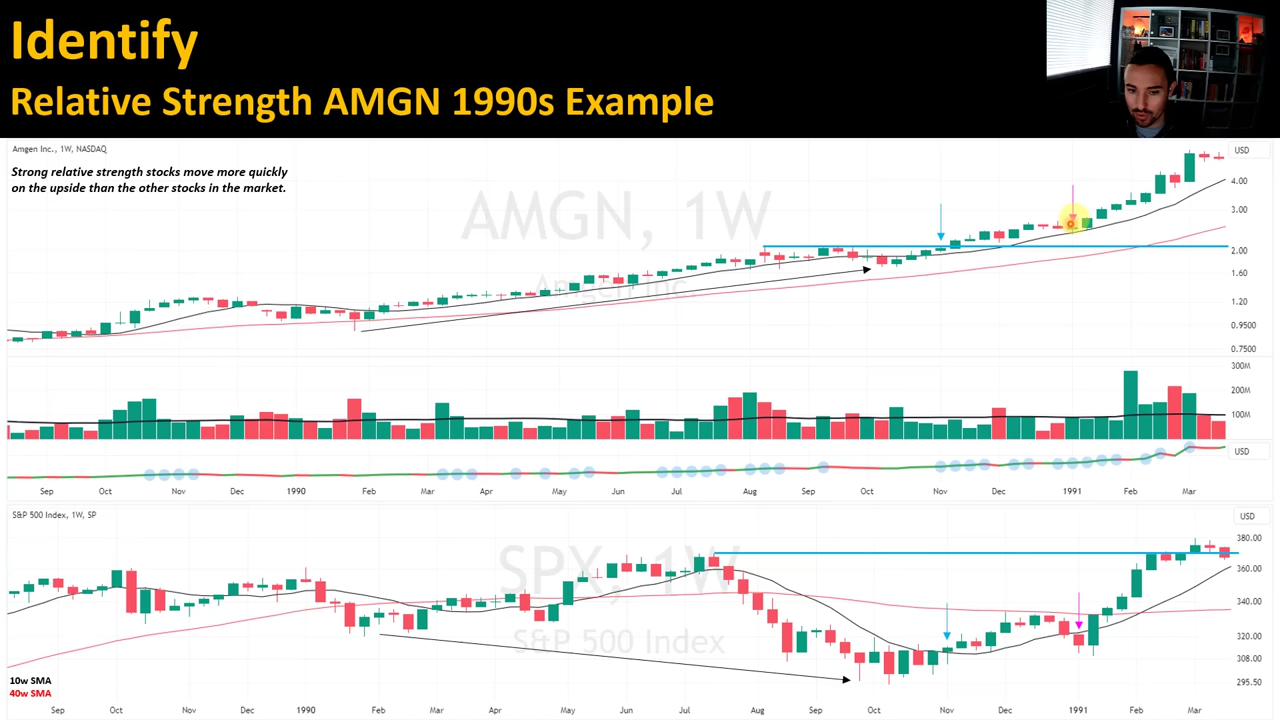 Identify
Relative Strength AMGN 1990s Example
Amgen Inc., 1W, NASDAQ
USD
Strong relative strength stocks move more quickly
on the upside than the other stocks in the market.
AMGN, 1W
Amgen Inc
4.00
3.00
2.00
1.60
1.20
0.9500
0.7500
300M
200M
100M
USD
Sep Oct Nov Dec 1990 Feb Mar Apr May Jun Jul Aug Sep Oct Nov Dec 1991 Feb Mar
S&P 500 Index, 1W, SP
USD
SPX, 1W
S&P 500 Index
380.00
360.00
340.00
320.00
308.00
295.50
10w SMA
40w SMA
Sep Oct Nov Dec 1990 Feb Mar Apr May Jun Jul Aug Sep Oct Nov Dec 1991 Feb Mar